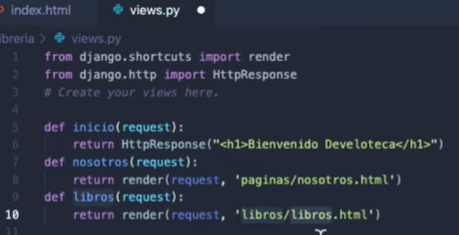 index.html views.py
ibreria > views.py
1 from django.shortcuts import render
2 from django.http import HttpResponse
3 # Create your views here.
4
5 def inicio(request):
6 return HttpResponse("<h1>Bienvenido Develoteca</h1>")
7 def nosotros(request):
8 return render(request, 'paginas/nosotros.html')
9 def libros(request):
10 return render(request, 'libros/libros.html')
11